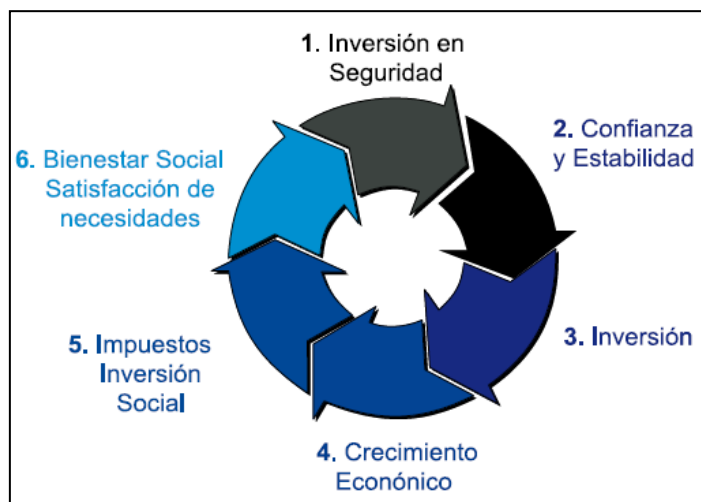 1. Inversión en
Seguridad
2. Confianza
y Estabilidad
3. Inversión
4. Crecimiento
Econónico
5. Impuestos
Inversión
Social
6. Bienestar Social
Satisfacción de
necesidades